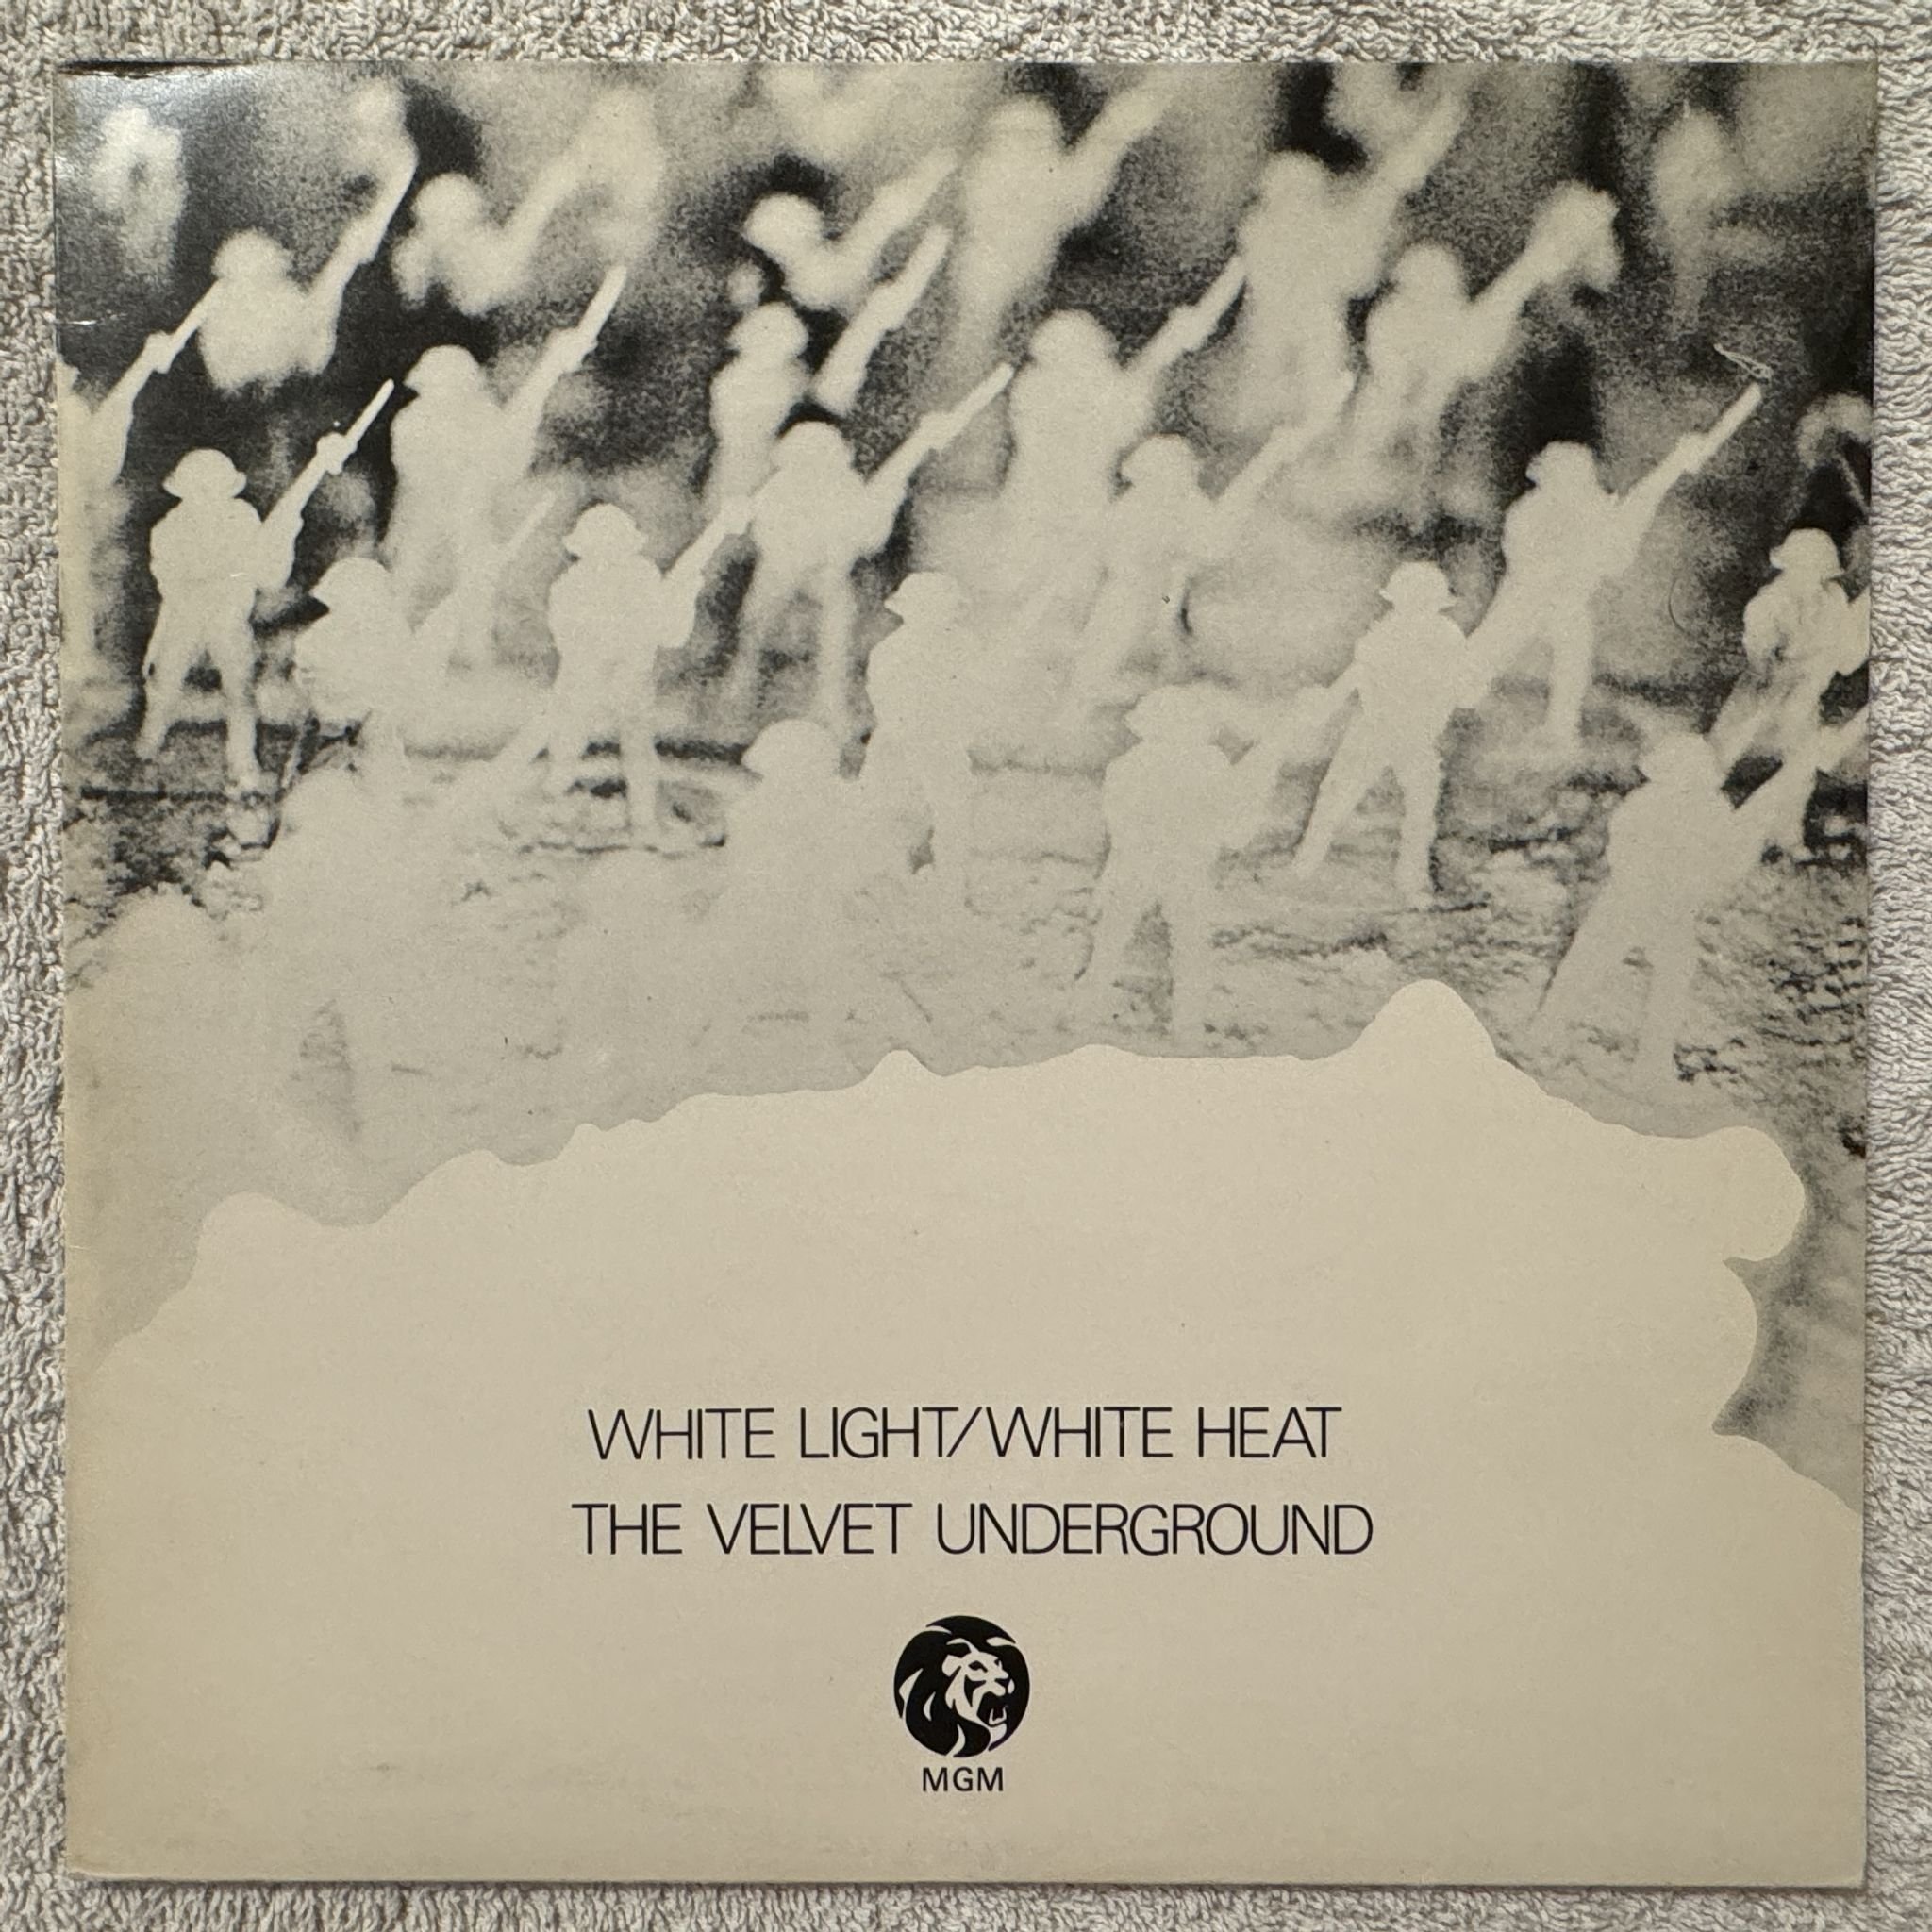 WHITE LIGHT/WHITE HEAT
THE VELVET UNDERGROUND
MGM